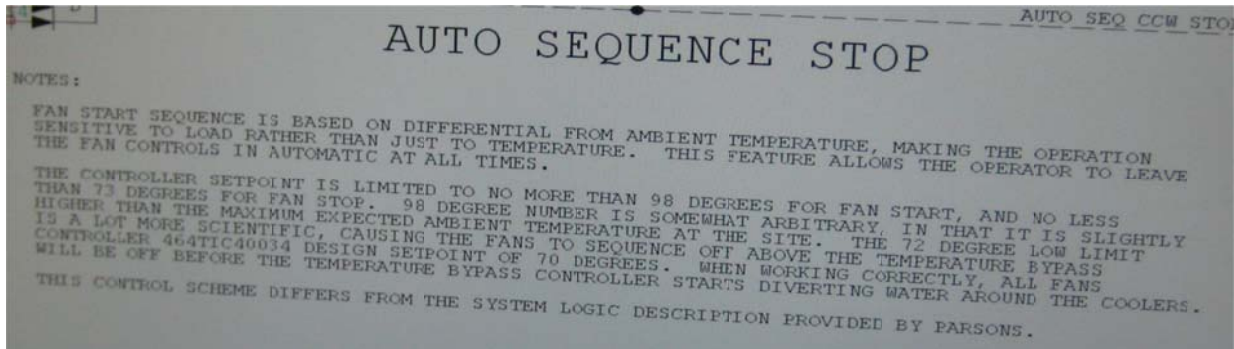 AUTO SEQ CCW STOP
AUTO SEQUENCE STOP
NOTES:
FAN START SEQUENCE IS BASED ON DIFFERENTIAL FROM AMBIENT TEMPERATURE, MAKING THE OPERATION
SENSITIVE TO LOAD RATHER THAN JUST TO TEMPERATURE. THIS FEATURE ALLOWS THE OPERATOR TO LEAVE
THE FAN CONTROLS IN AUTOMATIC AT ALL TIMES.
THE CONTROLLER SETPOINT IS LIMITED TO NO MORE THAN 98 DEGREES FOR FAN START, AND NO LESS
THAN 73 DEGREES FOR FAN STOP. 98 DEGREE NUMBER IS SOMEWHAT ARBITRARY, IN THAT IT IS SLIGHTLY
HIGHER THAN THE MAXIMUM EXPECTED AMBIENT TEMPERATURE AT THE SITE. THE 72 DEGREE LOW LIMIT
IS A LOT MORE SCIENTIFIC, CAUSING THE FANS TO SEQUENCE OFF ABOVE THE TEMPERATURE BYPASS
CONTROLLER 464TIC40034 DESIGN SETPOINT OF 70 DEGREES. WHEN WORKING CORRECTLY, ALL FANS
WILL BE OFF BEFORE THE TEMPERATURE BYPASS CONTROLLER STARTS DIVERTING WATER AROUND THE COOLERS.
THIS CONTROL SCHEME DIFFERS FROM THE SYSTEM LOGIC DESCRIPTION PROVIDED BY PARSONS.